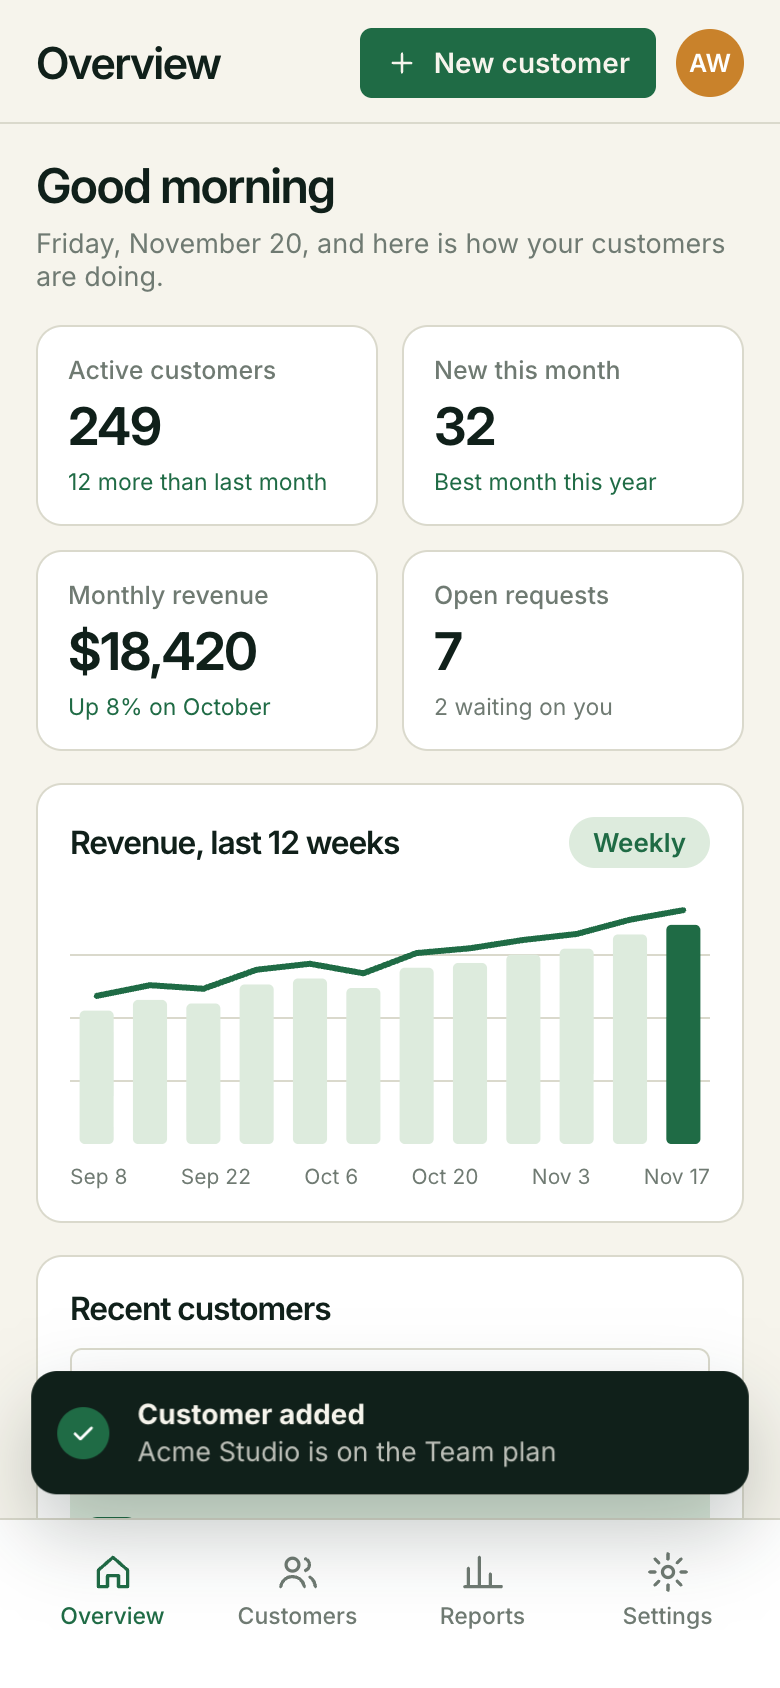 Overview
New customer
AW
Good morning
Friday, November 20, and here is how your customers
are doing.
Active customers
249
12 more than last month
New this month
32
Best month this year
Monthly revenue
$18,420
Up 8% on October
Open requests
7
2 waiting on you
Revenue, last 12 weeks
Weekly
Sep 8
Sep 22
Oct 6
Oct 20
Nov 3
Nov 17
Recent customers
Customer added
Acme Studio is on the Team plan
Overview
Customers
Reports
Settings